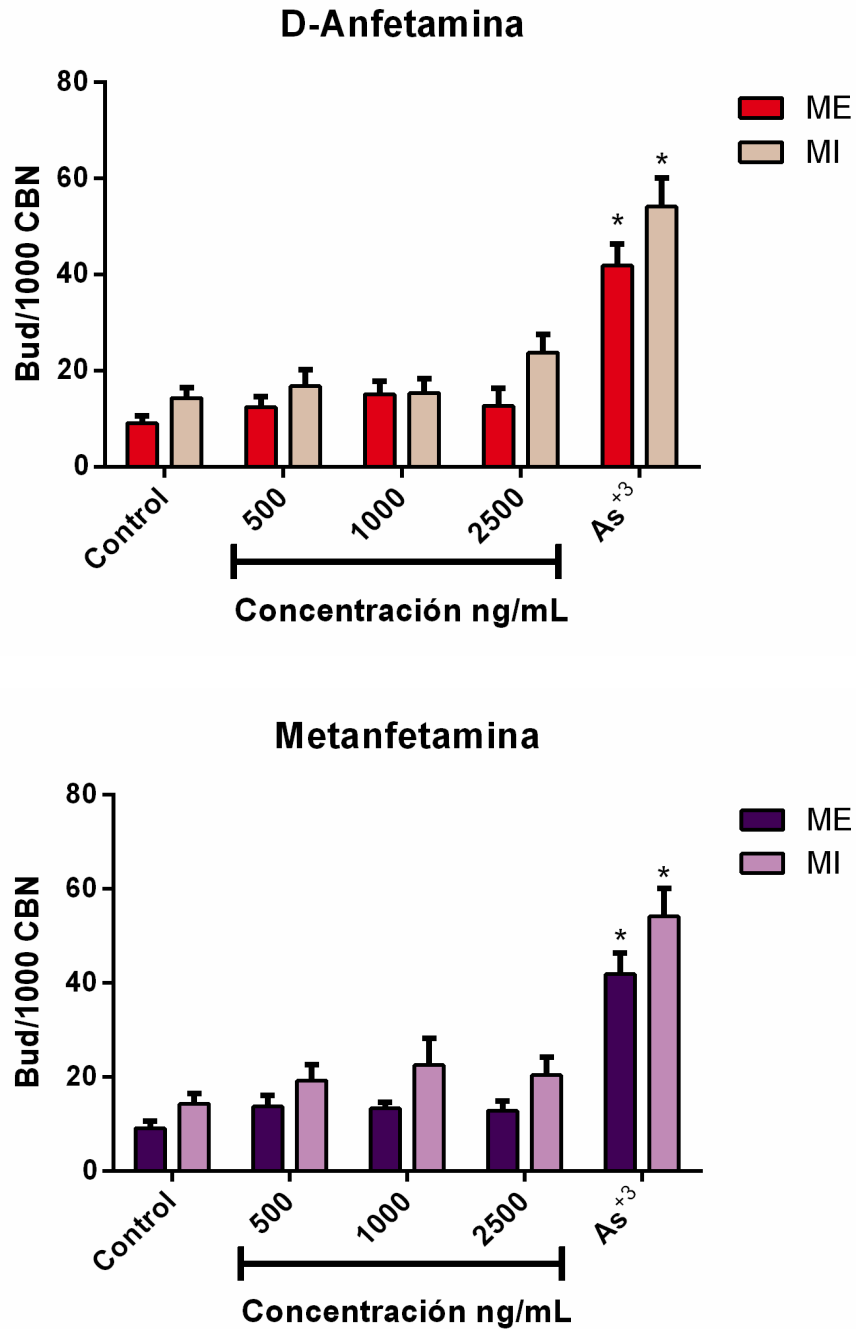 D-Anfetamina
ME
MI
Bud/1000 CBN
80
60
40
20
0
* *
Control 500 1000 2500 As+3
Concentración ng/mL
Metanfetamina
ME
MI
Bud/1000 CBN
80
60
40
20
0
* *
Control 500 1000 2500 As+3
Concentración ng/mL